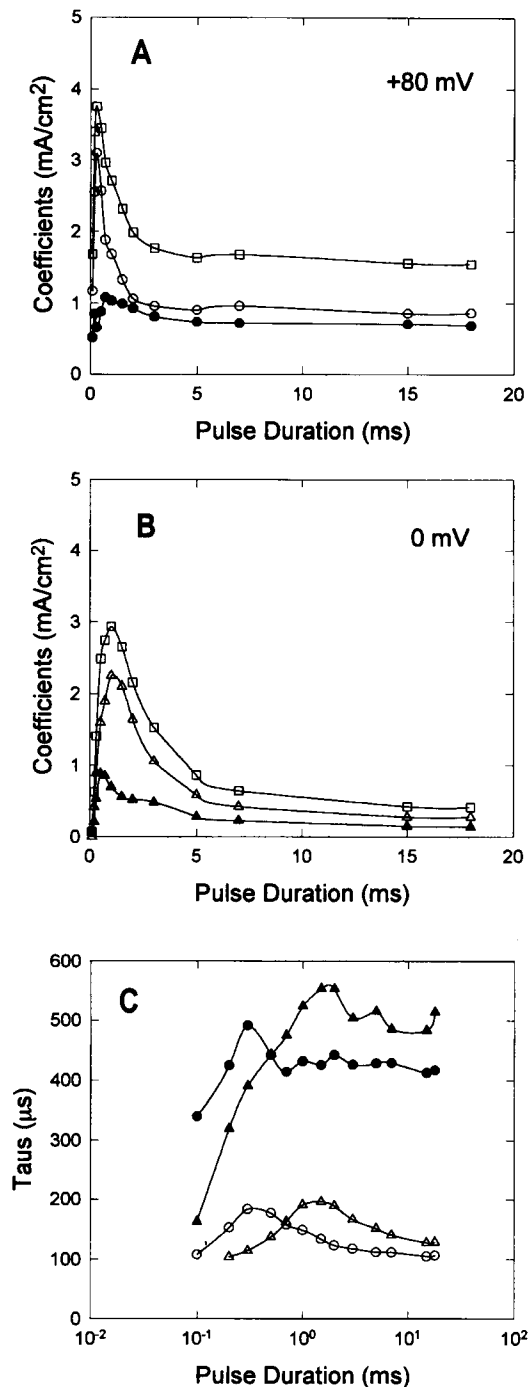 A
+80 mV
Coefficients (mA/cm²)
5
4
3
2
1
0
0 5 10 15 20
Pulse Duration (ms)
B
0 mV
Coefficients (mA/cm²)
5
4
3
2
1
0
0 5 10 15 20
Pulse Duration (ms)
C
Taus (μs)
600
500
400
300
200
100
0
10⁻² 10⁻¹ 10⁰ 10¹ 10²
Pulse Duration (ms)